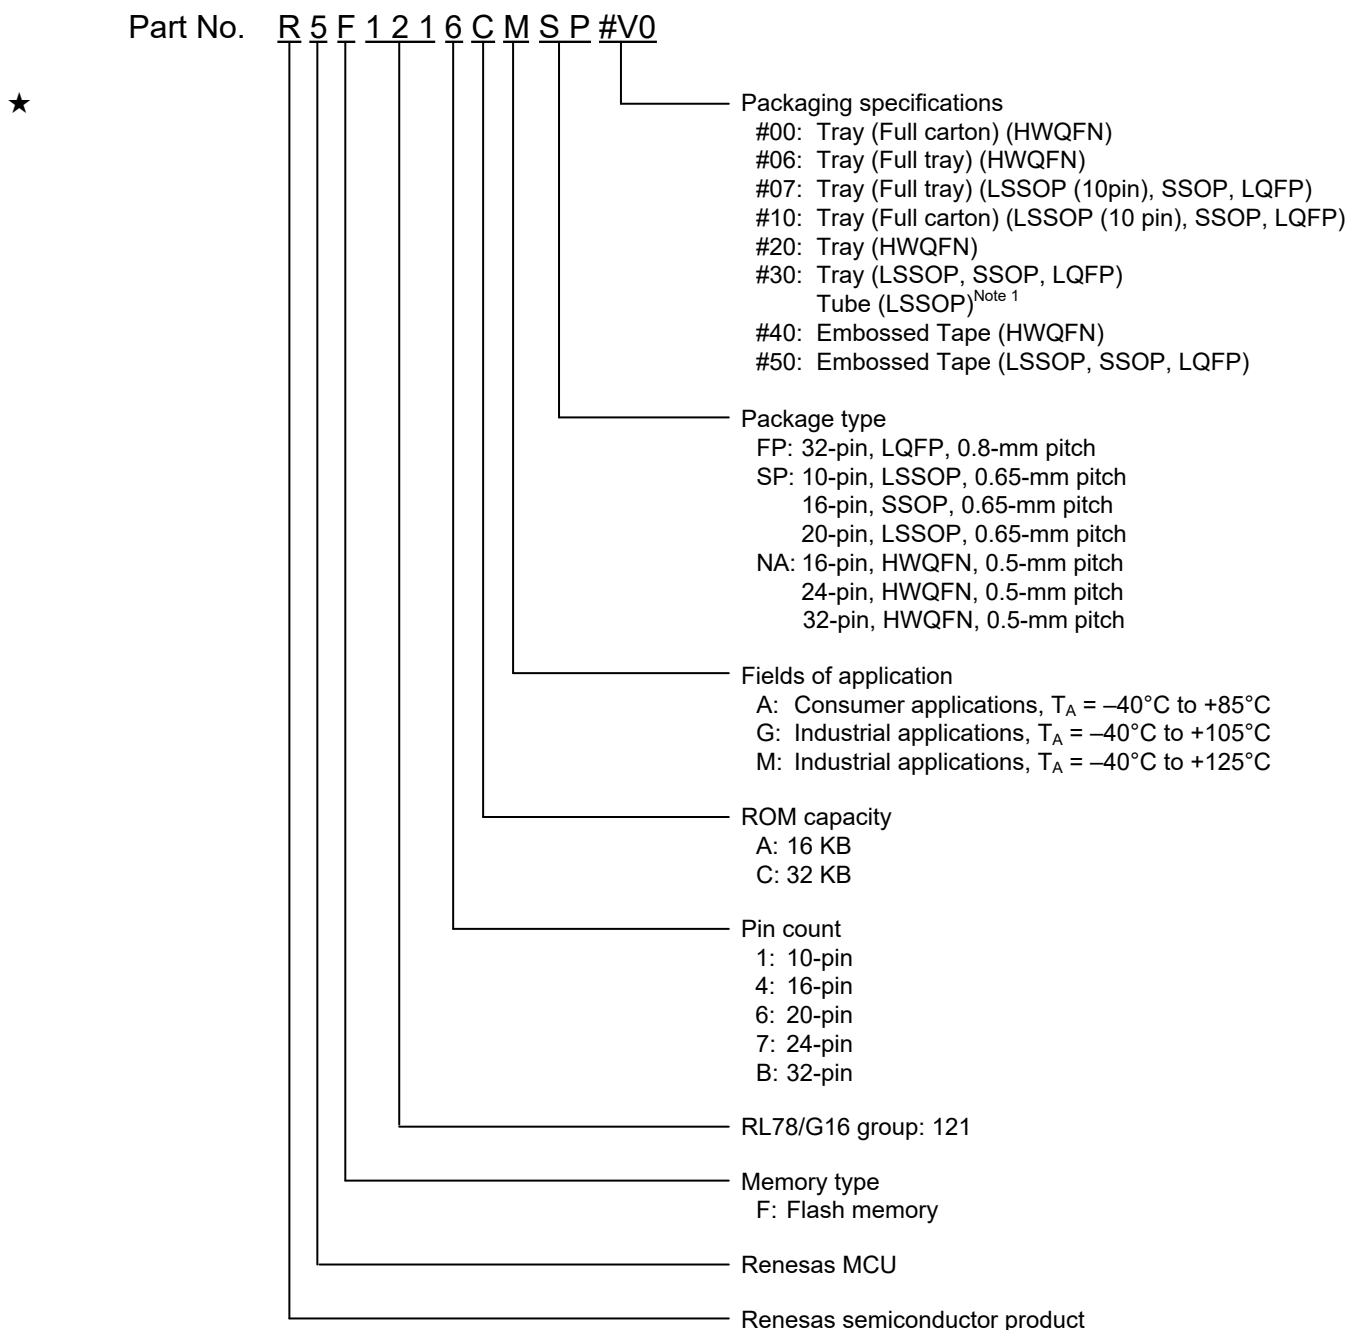 Part No. R 5 F 1 2 1 6 C M S P #V0
★
Packaging specifications
#00: Tray (Full carton) (HWQFN)
#06: Tray (Full tray) (HWQFN)
#07: Tray (Full tray) (LSSOP (10pin), SSOP, LQFP)
#10: Tray (Full carton) (LSSOP (10 pin), SSOP, LQFP)
#20: Tray (HWQFN)
#30: Tray (LSSOP, SSOP, LQFP)
Tube (LSSOP)Note 1
#40: Embossed Tape (HWQFN)
#50: Embossed Tape (LSSOP, SSOP, LQFP)
Package type
FP: 32-pin, LQFP, 0.8-mm pitch
SP: 10-pin, LSSOP, 0.65-mm pitch
16-pin, SSOP, 0.65-mm pitch
20-pin, LSSOP, 0.65-mm pitch
NA: 16-pin, HWQFN, 0.5-mm pitch
24-pin, HWQFN, 0.5-mm pitch
32-pin, HWQFN, 0.5-mm pitch
Fields of application
A: Consumer applications, TA = –40°C to +85°C
G: Industrial applications, TA = –40°C to +105°C
M: Industrial applications, TA = –40°C to +125°C
ROM capacity
A: 16 KB
C: 32 KB
Pin count
1: 10-pin
4: 16-pin
6: 20-pin
7: 24-pin
B: 32-pin
RL78/G16 group: 121
Memory type
F: Flash memory
Renesas MCU
Renesas semiconductor product